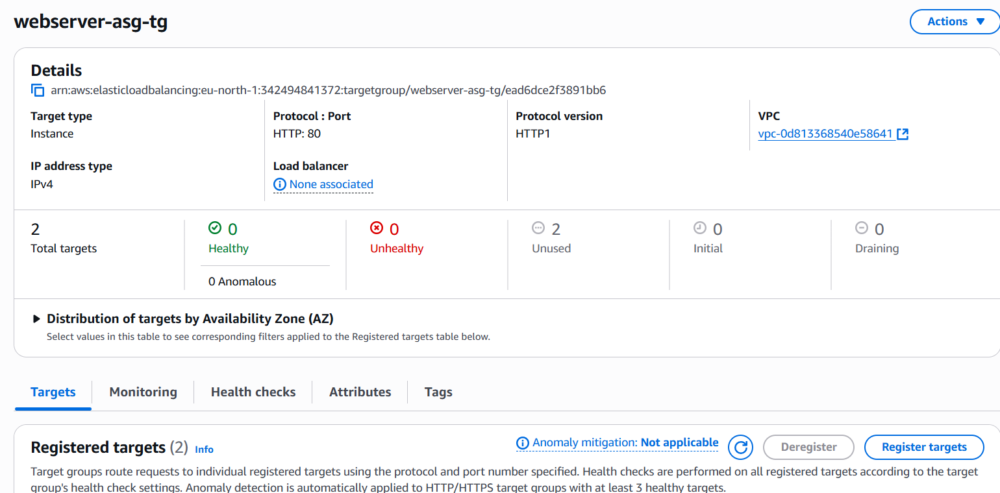 webserver-asg-tg
Actions
Details
arn:aws:elasticloadbalancing:eu-north-1:342494841372:targetgroup/webserver-asg-tg/ead6dce2f3891bb6
Target type
Instance
Protocol : Port
HTTP: 80
Protocol version
HTTP1
VPC
vpc-0d813368540e58641
IP address type
IPv4
Load balancer
None associated
2
Total targets
0
Healthy
0 Anomalous
0
Unhealthy
2
Unused
0
Initial
0
Draining
Distribution of targets by Availability Zone (AZ)
Select values in this table to see corresponding filters applied to the Registered targets table below.
Targets
Monitoring
Health checks
Attributes
Tags
Registered targets (2) Info
Anomaly mitigation: Not applicable
Deregister
Register targets
Target groups route requests to individual registered targets using the protocol and port number specified. Health checks are performed on all registered targets according to the target
group's health check settings. Anomaly detection is automatically applied to HTTP/HTTPS target groups with at least 3 healthy targets.